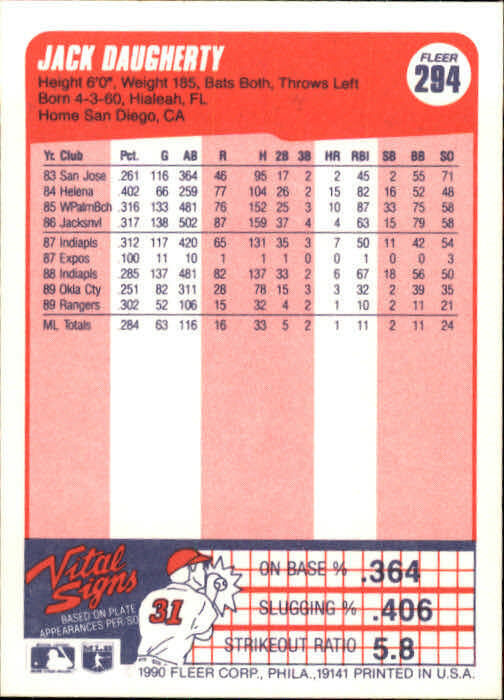 JACK DAUGHERTY
FLEER
294
Height 6'0", Weight 185, Bats Both, Throws Left
Born 4-3-60, Hialeah, FL
Home San Diego, CA
Yr. Club Pct. G AB R H 2B 3B HR RBI SB BB SO
83 San Jose .261 116 364 46 95 17 2 2 45 2 55 71
84 Helena .402 66 259 77 104 26 2 15 82 16 52 48
85 WPalmBch .316 133 481 76 152 25 3 10 87 33 75 58
86 Jacksnvl .317 138 502 87 159 37 4 4 63 15 79 58
87 Indiapls .312 117 420 65 131 35 3 7 50 11 42 54
87 Expos .100 11 10 1 1 1 0 0 1 0 0 3
88 Indiapls .285 137 481 82 137 33 2 6 67 18 56 50
89 Okla Cty .251 82 311 28 78 15 3 3 32 2 39 35
89 Rangers .302 52 106 15 32 4 2 1 10 2 11 21
ML Totals .284 63 116 16 33 5 2 1 11 2 11 24
Vital Signs
BASED ON PLATE
APPEARANCES PER/SO
31
ON BASE % .364
SLUGGING % .406
STRIKEOUT RATIO 5.8
1990 FLEER CORP., PHILA.,19141 PRINTED IN U.S.A.